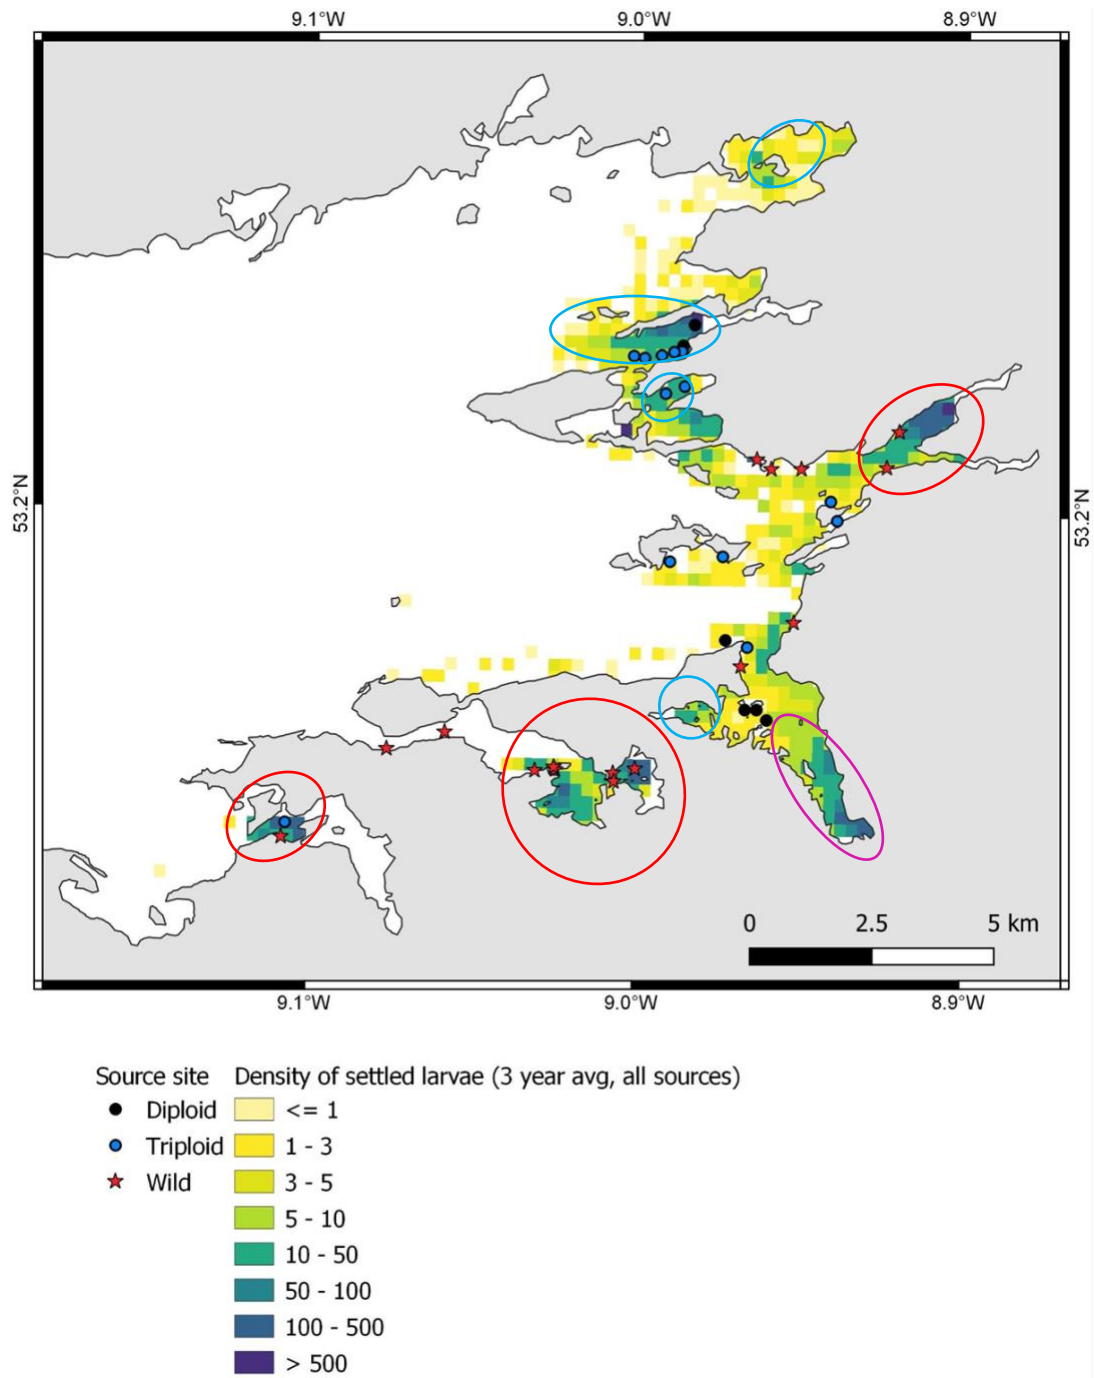 9.1°W 9.0°W 8.9°W
53.2°N
53.2°N
0 2.5 5 km
9.1°W 9.0°W 8.9°W
Source site Density of settled larvae (3 year avg, all sources)
Diploid <= 1
Triploid 1 - 3
Wild 3 - 5
5 - 10
10 - 50
50 - 100
100 - 500
> 500